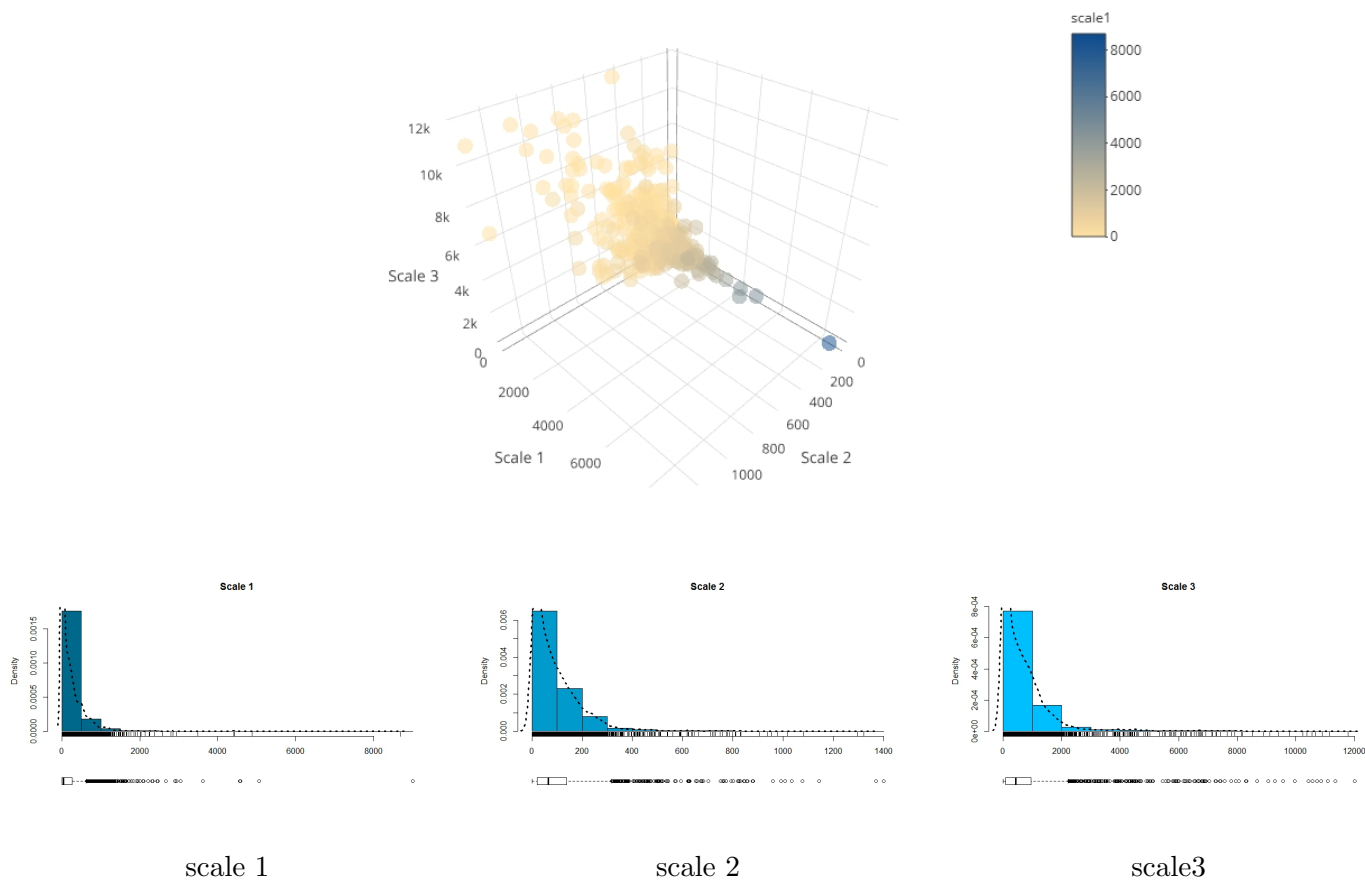 scale1
8000
6000
4000
2000
0
12k
10k
8k
6k
4k
2k
0
Scale 3
0
2000
4000
6000
Scale 1
0
200
400
600
800
1000
Scale 2
Scale 1
Density
0.0000 0.0005 0.0010 0.0015
0 2000 4000 6000 8000
Scale 2
Density
0.000 0.002 0.004 0.006
0 200 400 600 800 1000 1200 1400
Scale 3
Density
0e+00 2e-04 4e-04 6e-04 8e-04
0 2000 4000 6000 8000 10000 12000
scale 1 scale 2 scale3